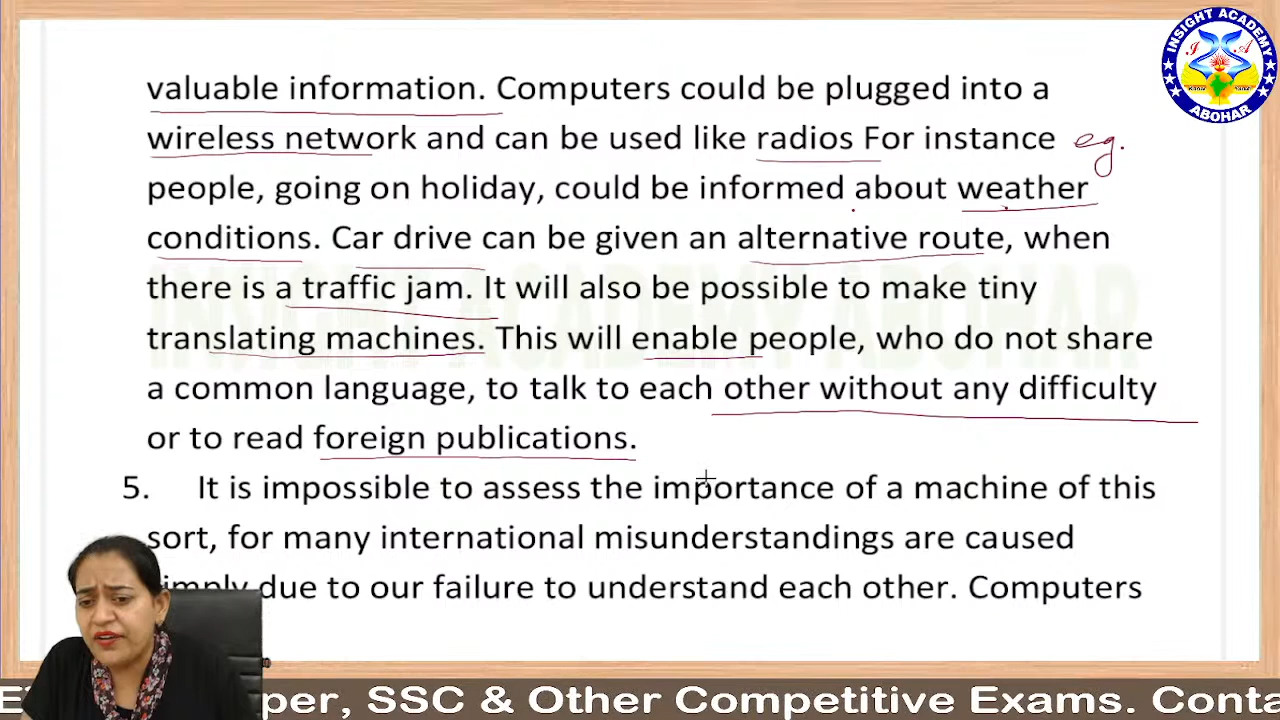 INSIGHT ACADEMY
I A
ABOHAR
valuable information. Computers could be plugged into a
wireless network and can be used like radios For instance eg.
people, going on holiday, could be informed about weather
conditions. Car drive can be given an alternative route, when
there is a traffic jam. It will also be possible to make tiny
translating machines. This will enable people, who do not share
a common language, to talk to each other without any difficulty
or to read foreign publications.
INSIGHT ACADEMY ABOHAR
5. It is impossible to assess the importance of a machine of this
sort, for many international misunderstandings are caused
simply due to our failure to understand each other. Computers
per, SSC & Other Competitive Exams. Conta